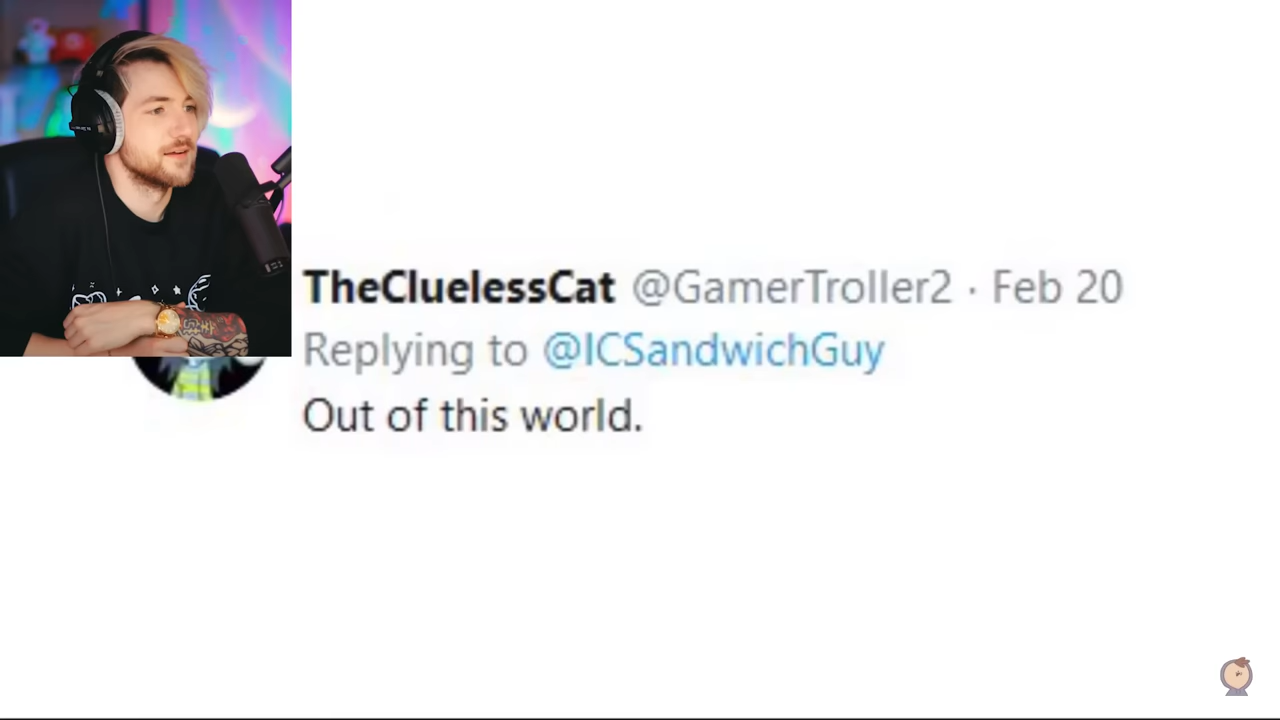 TheCluelessCat @GamerTroller2 · Feb 20
Replying to @ICSandwichGuy
Out of this world.